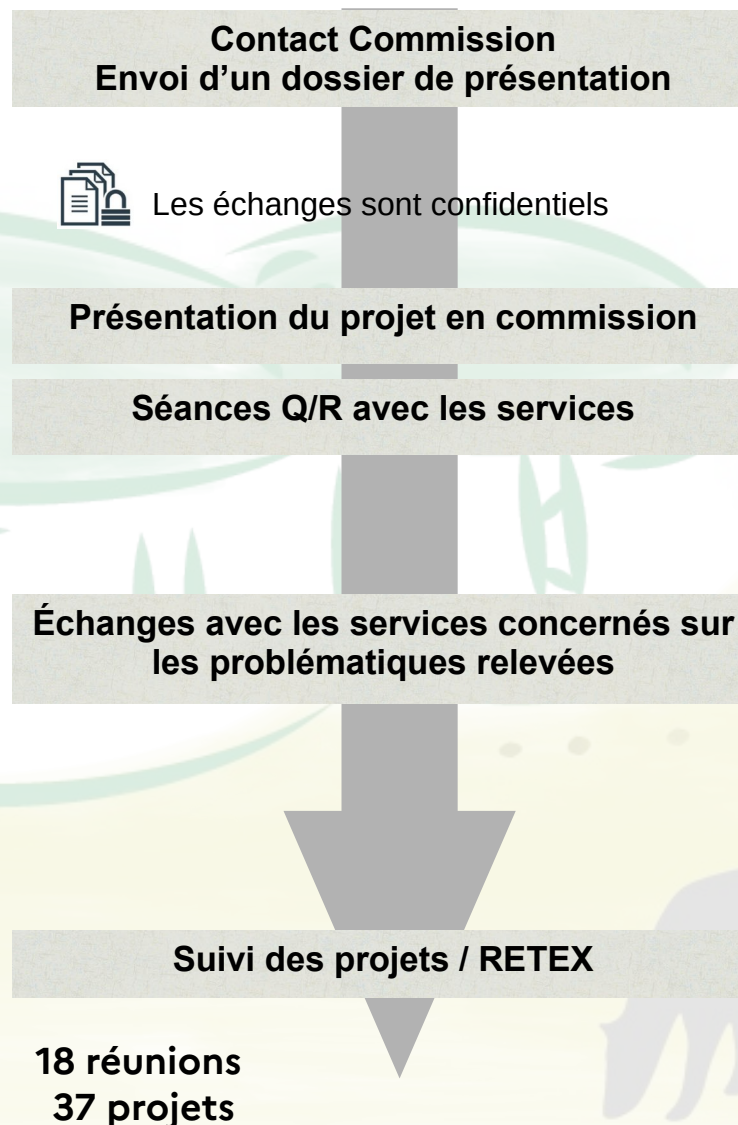 Contact Commission
Envoi d’un dossier de présentation
Les échanges sont confidentiels
Présentation du projet en commission
Séances Q/R avec les services
Échanges avec les services concernés sur
les problématiques relevées
Suivi des projets / RETEX
18 réunions
37 projets